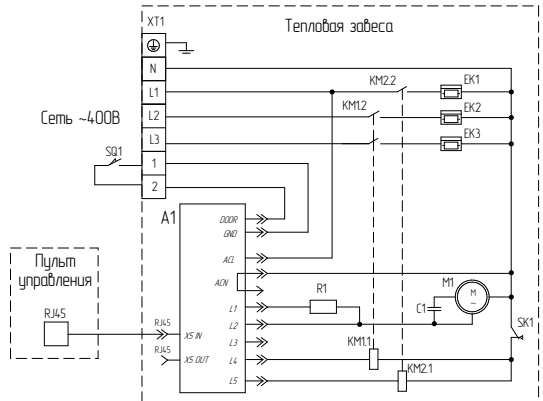 XT1
Тепловая завеса
N
L1
KM2.2
EK1
Сеть ~400В
L2
KM1.2
EK2
L3
EK3
SQ1
1
2
A1
DOOR
GND
ACL
ACN
Пульт
управления
RJ45
L1
R1
M1
M
~
L2
C1
SK1
RJ45
XS IN
L3
KM1.1
RJ45
XS OUT
L4
L5
KM2.1